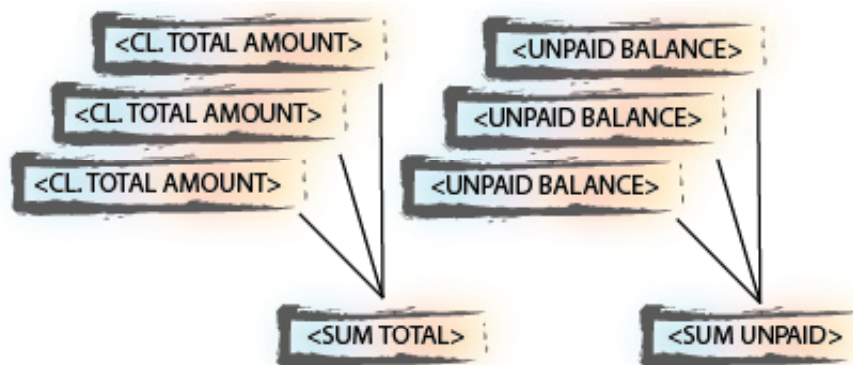 <CL. TOTAL AMOUNT>
<CL. TOTAL AMOUNT>
<CL. TOTAL AMOUNT>
<SUM TOTAL>
<UNPAID BALANCE>
<UNPAID BALANCE>
<UNPAID BALANCE>
<SUM UNPAID>